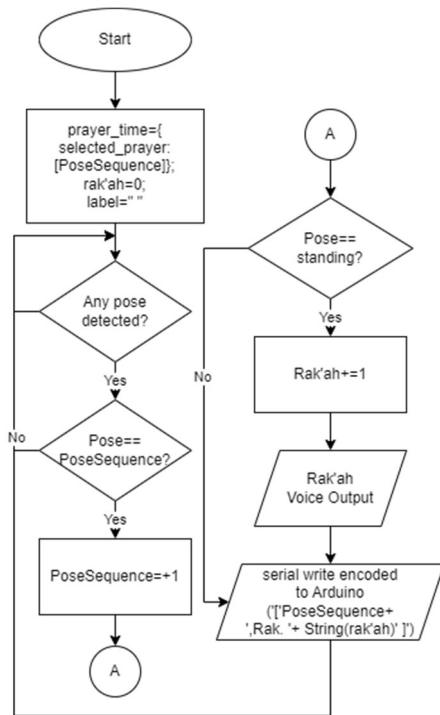 Start
prayer_time={
selected_prayer:
[PoseSequence]};
rak'ah=0;
label=" "
Any pose
detected?
Yes
No
Pose==
PoseSequence?
Yes
PoseSequence=+1
A
A
Pose==
standing?
Yes
No
Rak'ah+=1
Rak'ah
Voice Output
serial write encoded
to Arduino
('['PoseSequence+
',Rak. '+ String(rak'ah)' ]')